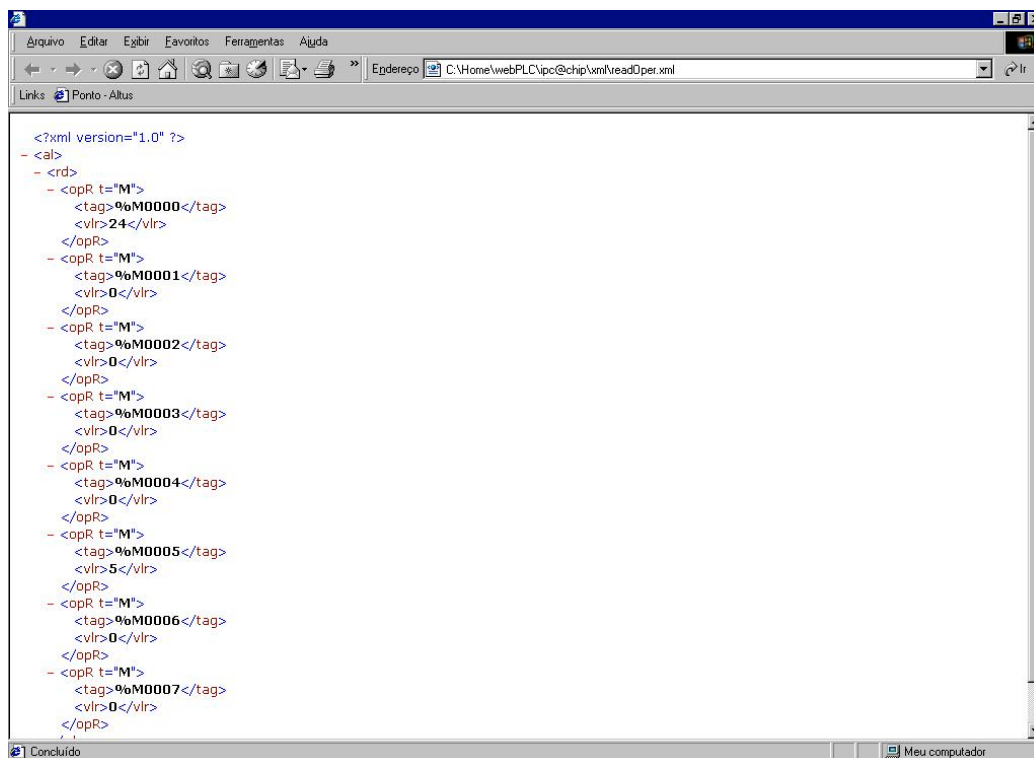 Arquivo Editar Exibir Favoritos Ferramentas Ajuda
» Endereço C:\Home\webPLC\ipc@chip\xml\readOper.xml Ir
Links Ponto - Altus
<?xml version="1.0" ?>
- <al>
- <rd>
- <opR t="M">
<tag>%M0000</tag>
<vlr>24</vlr>
</opR>
- <opR t="M">
<tag>%M0001</tag>
<vlr>0</vlr>
</opR>
- <opR t="M">
<tag>%M0002</tag>
<vlr>0</vlr>
</opR>
- <opR t="M">
<tag>%M0003</tag>
<vlr>0</vlr>
</opR>
- <opR t="M">
<tag>%M0004</tag>
<vlr>0</vlr>
</opR>
- <opR t="M">
<tag>%M0005</tag>
<vlr>5</vlr>
</opR>
- <opR t="M">
<tag>%M0006</tag>
<vlr>0</vlr>
</opR>
- <opR t="M">
<tag>%M0007</tag>
<vlr>0</vlr>
</opR>
Concluído Meu computador